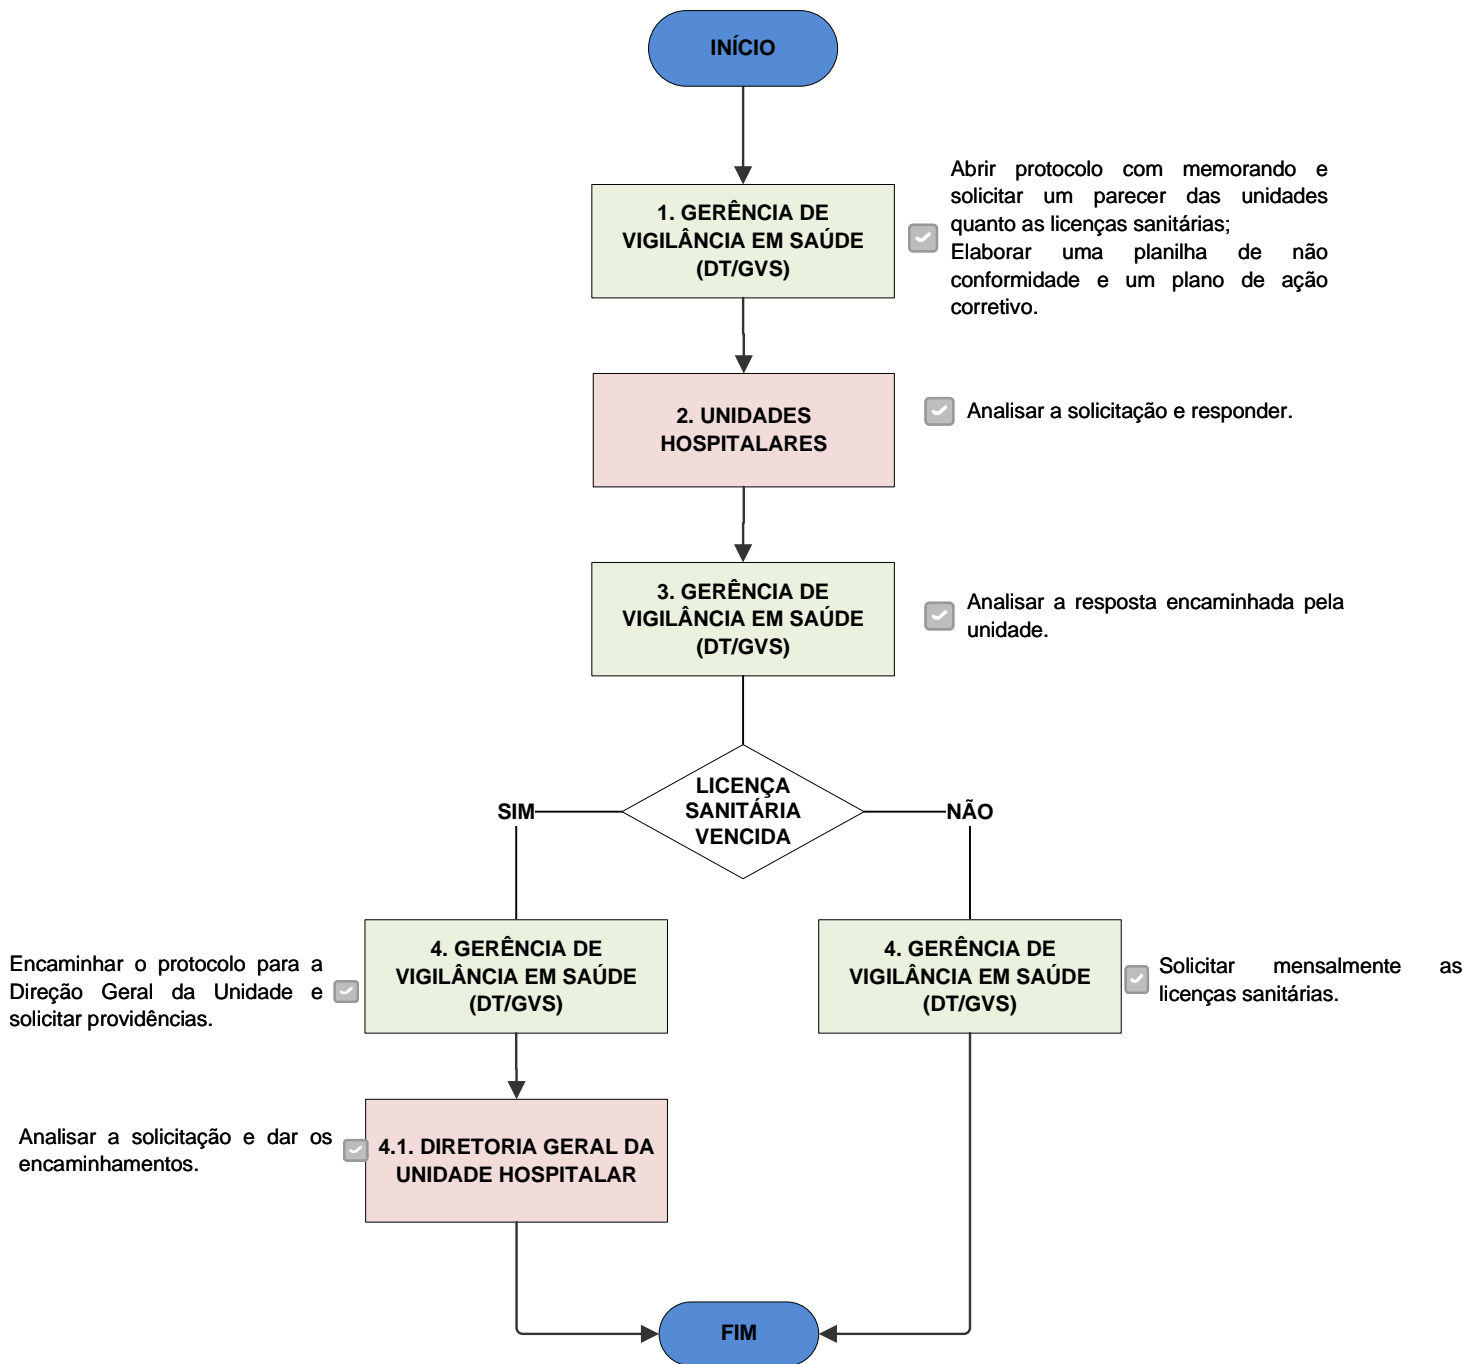 INÍCIO
1. GERÊNCIA DE
VIGILÂNCIA EM SAÚDE
(DT/GVS)
Abrir protocolo com memorando e
solicitar um parecer das unidades
quanto as licenças sanitárias;
Elaborar uma planilha de não
conformidade e um plano de ação
corretivo.
2. UNIDADES
HOSPITALARES
Analisar a solicitação e responder.
3. GERÊNCIA DE
VIGILÂNCIA EM SAÚDE
(DT/GVS)
Analisar a resposta encaminhada pela
unidade.
LICENÇA
SANITÁRIA
VENCIDA
SIM
NÃO
Encaminhar o protocolo para a
Direção Geral da Unidade e
solicitar providências.
4. GERÊNCIA DE
VIGILÂNCIA EM SAÚDE
(DT/GVS)
4. GERÊNCIA DE
VIGILÂNCIA EM SAÚDE
(DT/GVS)
Solicitar mensalmente as
licenças sanitárias.
Analisar a solicitação e dar os
encaminhamentos.
4.1. DIRETORIA GERAL DA
UNIDADE HOSPITALAR
FIM